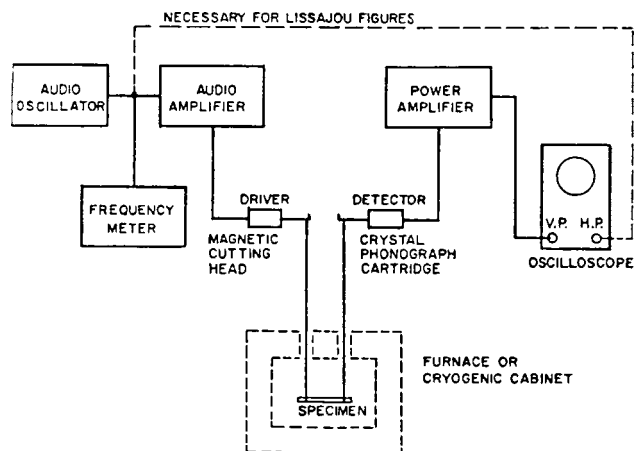 NECESSARY FOR LISSAJOU FIGURES
AUDIO
OSCILLATOR
AUDIO
AMPLIFIER
POWER
AMPLIFIER
FREQUENCY
METER
DRIVER
MAGNETIC
CUTTING
HEAD
DETECTOR
CRYSTAL
PHONOGRAPH
CARTRIDGE
V.P. H.P.
OSCILLOSCOPE
FURNACE OR
CRYOGENIC CABINET
SPECIMEN